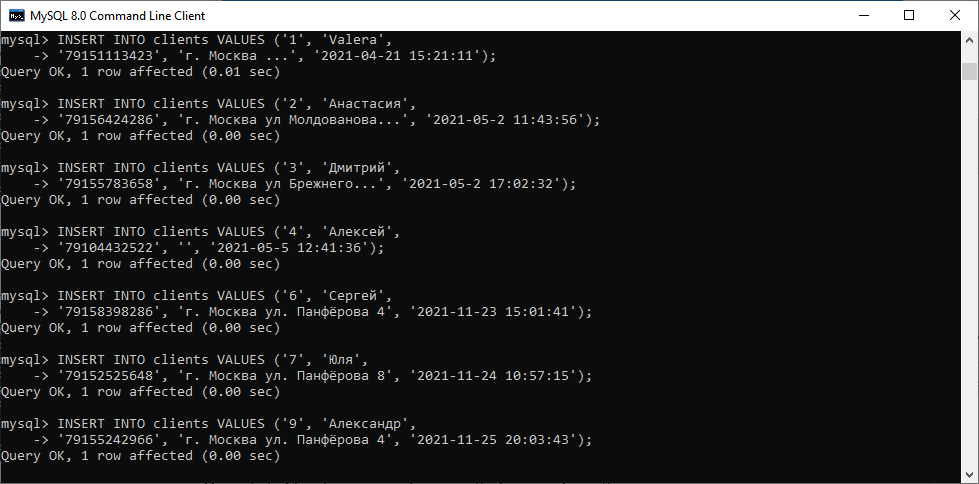 MySQL 8.0 Command Line Client
mysql> INSERT INTO clients VALUES ('1', 'Valera',
    -> '79151113423', 'г. Москва ...', '2021-04-21 15:21:11');
Query OK, 1 row affected (0.01 sec)
mysql> INSERT INTO clients VALUES ('2', 'Анастасия',
    -> '79156424286', 'г. Москва ул Молдованова...', '2021-05-2 11:43:56');
Query OK, 1 row affected (0.00 sec)
mysql> INSERT INTO clients VALUES ('3', 'Дмитрий',
    -> '79155783658', 'г. Москва ул Брежнего...', '2021-05-2 17:02:32');
Query OK, 1 row affected (0.00 sec)
mysql> INSERT INTO clients VALUES ('4', 'Алексей',
    -> '79104432522', '', '2021-05-5 12:41:36');
Query OK, 1 row affected (0.00 sec)
mysql> INSERT INTO clients VALUES ('6', 'Сергей',
    -> '79158398286', 'г. Москва ул. Панфёрова 4', '2021-11-23 15:01:41');
Query OK, 1 row affected (0.00 sec)
mysql> INSERT INTO clients VALUES ('7', 'Юля',
    -> '79152525648', 'г. Москва ул. Панфёрова 8', '2021-11-24 10:57:15');
Query OK, 1 row affected (0.00 sec)
mysql> INSERT INTO clients VALUES ('9', 'Александр',
    -> '79155242966', 'г. Москва ул. Панфёрова 4', '2021-11-25 20:03:43');
Query OK, 1 row affected (0.00 sec)